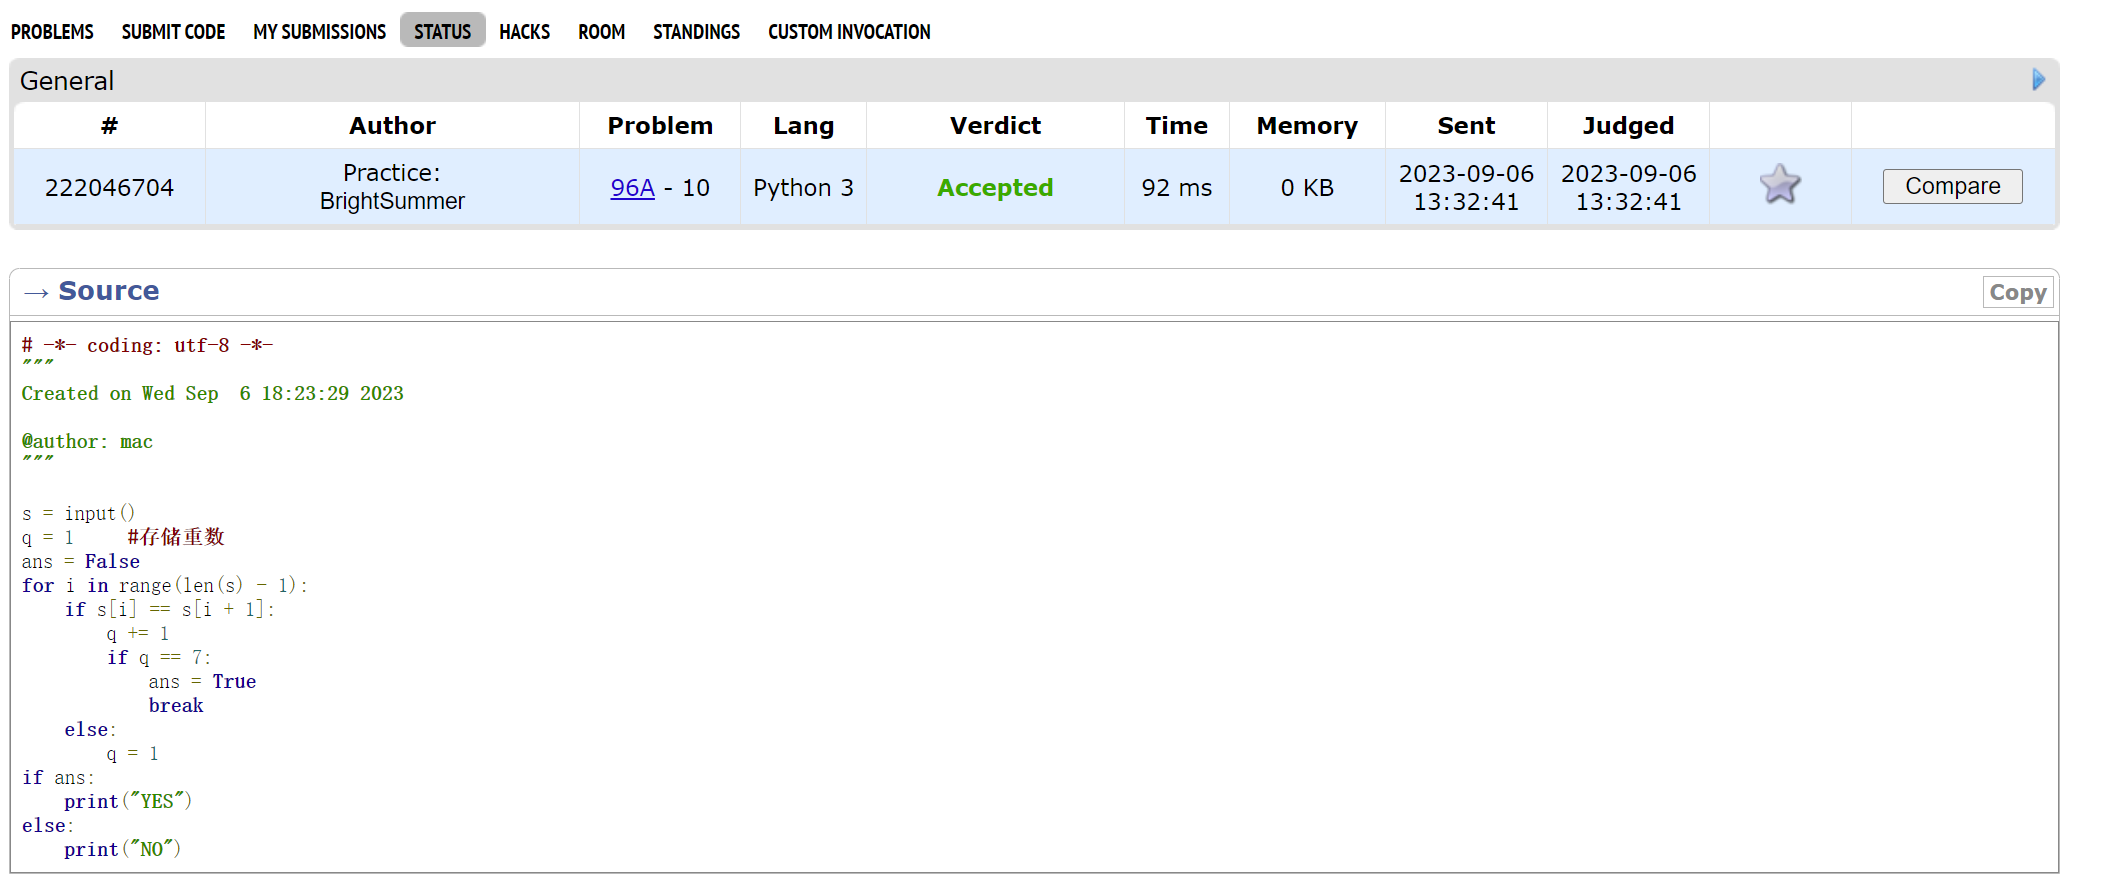 PROBLEMS SUBMIT CODE MY SUBMISSIONS STATUS HACKS ROOM STANDINGS CUSTOM INVOCATION
General
# Author Problem Lang Verdict Time Memory Sent Judged
222046704 Practice: BrightSummer 96A - 10 Python 3 Accepted 92 ms 0 KB 2023-09-06 13:32:41 2023-09-06 13:32:41 Compare
→ Source Copy
# -*- coding: utf-8 -*-
"""
Created on Wed Sep  6 18:23:29 2023
@author: mac
"""
s = input()
q = 1     #存储重数
ans = False
for i in range(len(s) - 1):
    if s[i] == s[i + 1]:
        q += 1
        if q == 7:
            ans = True
            break
    else:
        q = 1
if ans:
    print("YES")
else:
    print("NO")